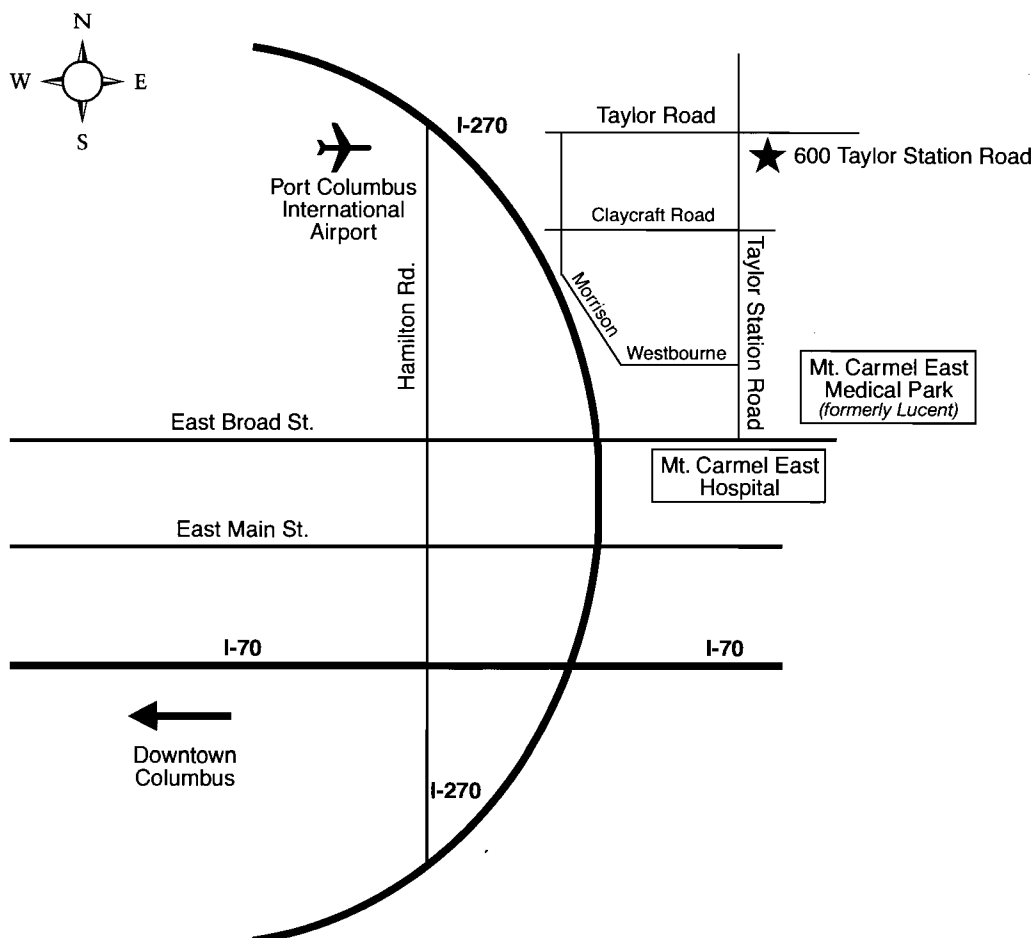 N
W
E
S
I-270
Taylor Road
600 Taylor Station Road
Port Columbus
International
Airport
Claycraft Road
Hamilton Rd.
Morrison
Taylor Station Road
Westbourne
Mt. Carmel East
Medical Park
(formerly Lucent)
East Broad St.
Mt. Carmel East
Hospital
East Main St.
I-70
I-70
Downtown
Columbus
I-270